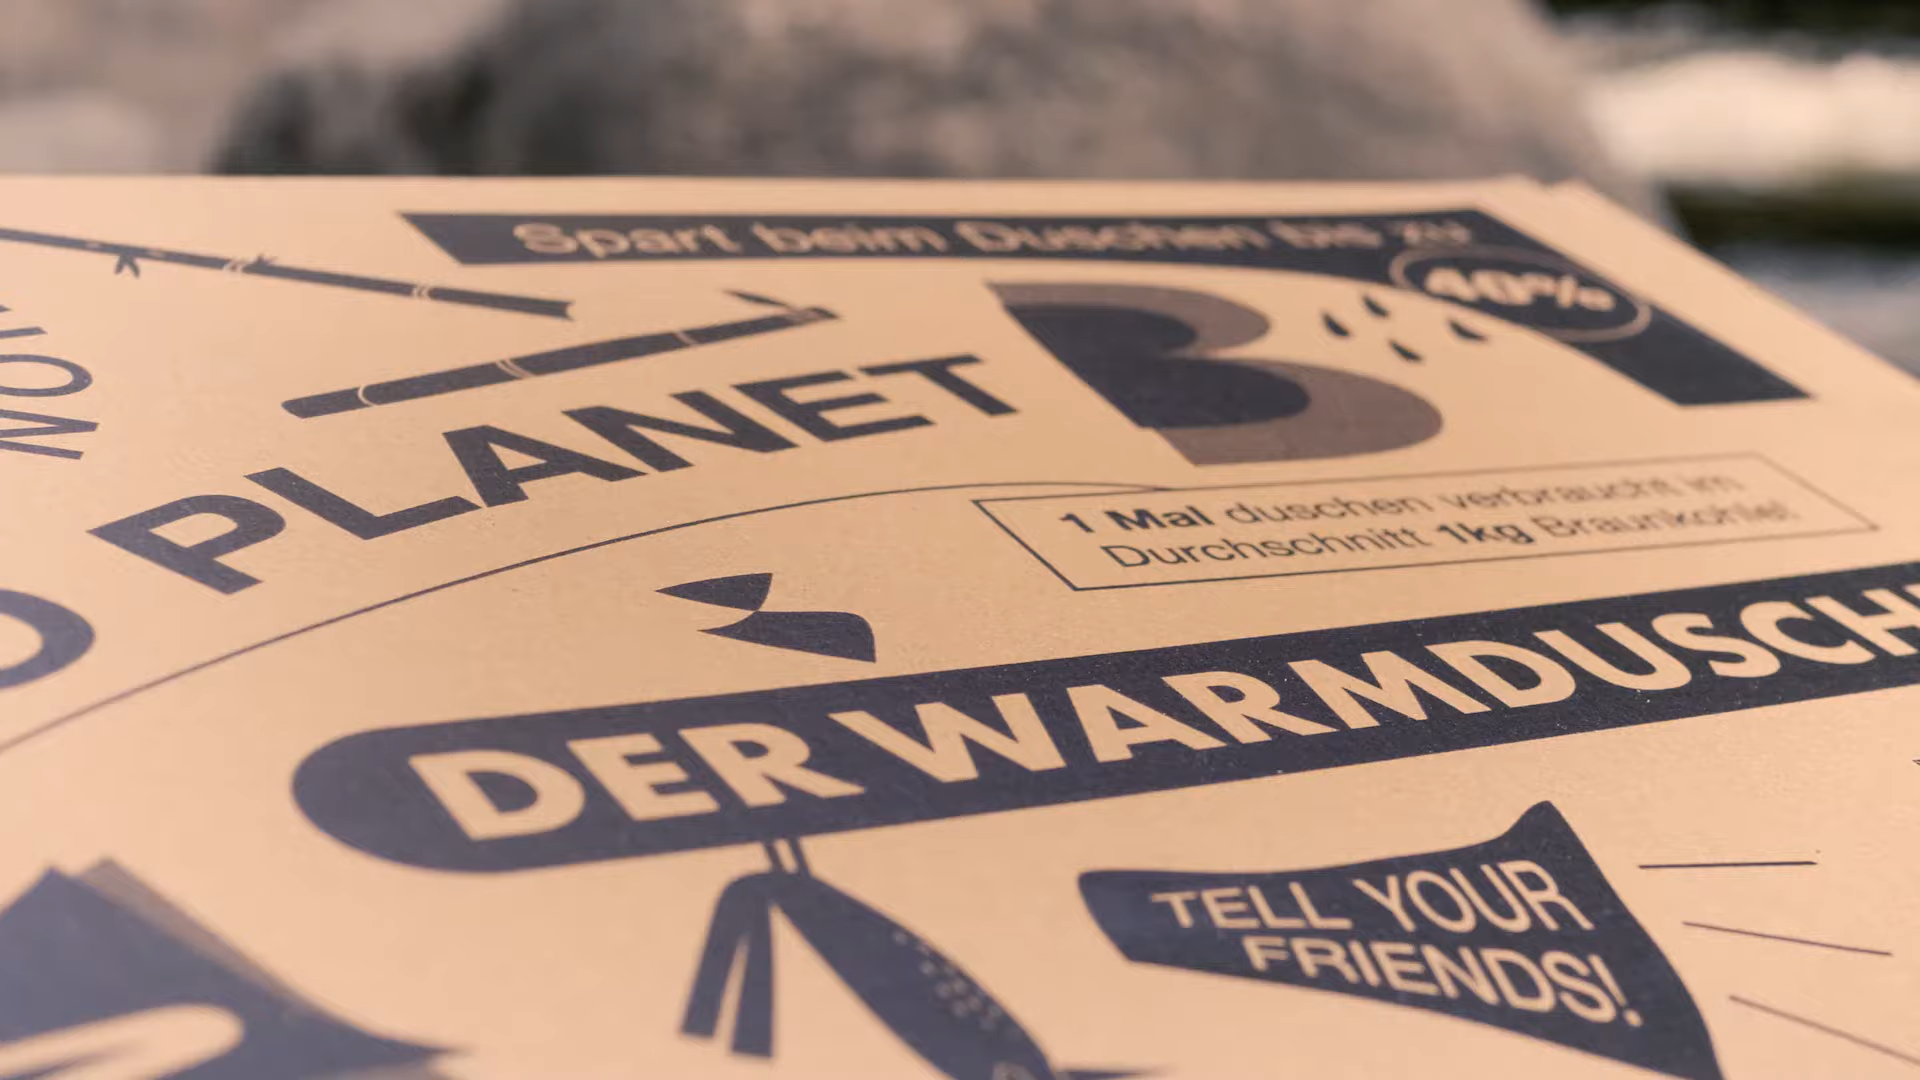 Spart beim Duschen bis zu
40%
PLANET B
1 Mal duschen verbraucht im
Durchschnitt 1kg Braunkohle!
DER WARMDUSCH
TELL YOUR
FRIENDS!